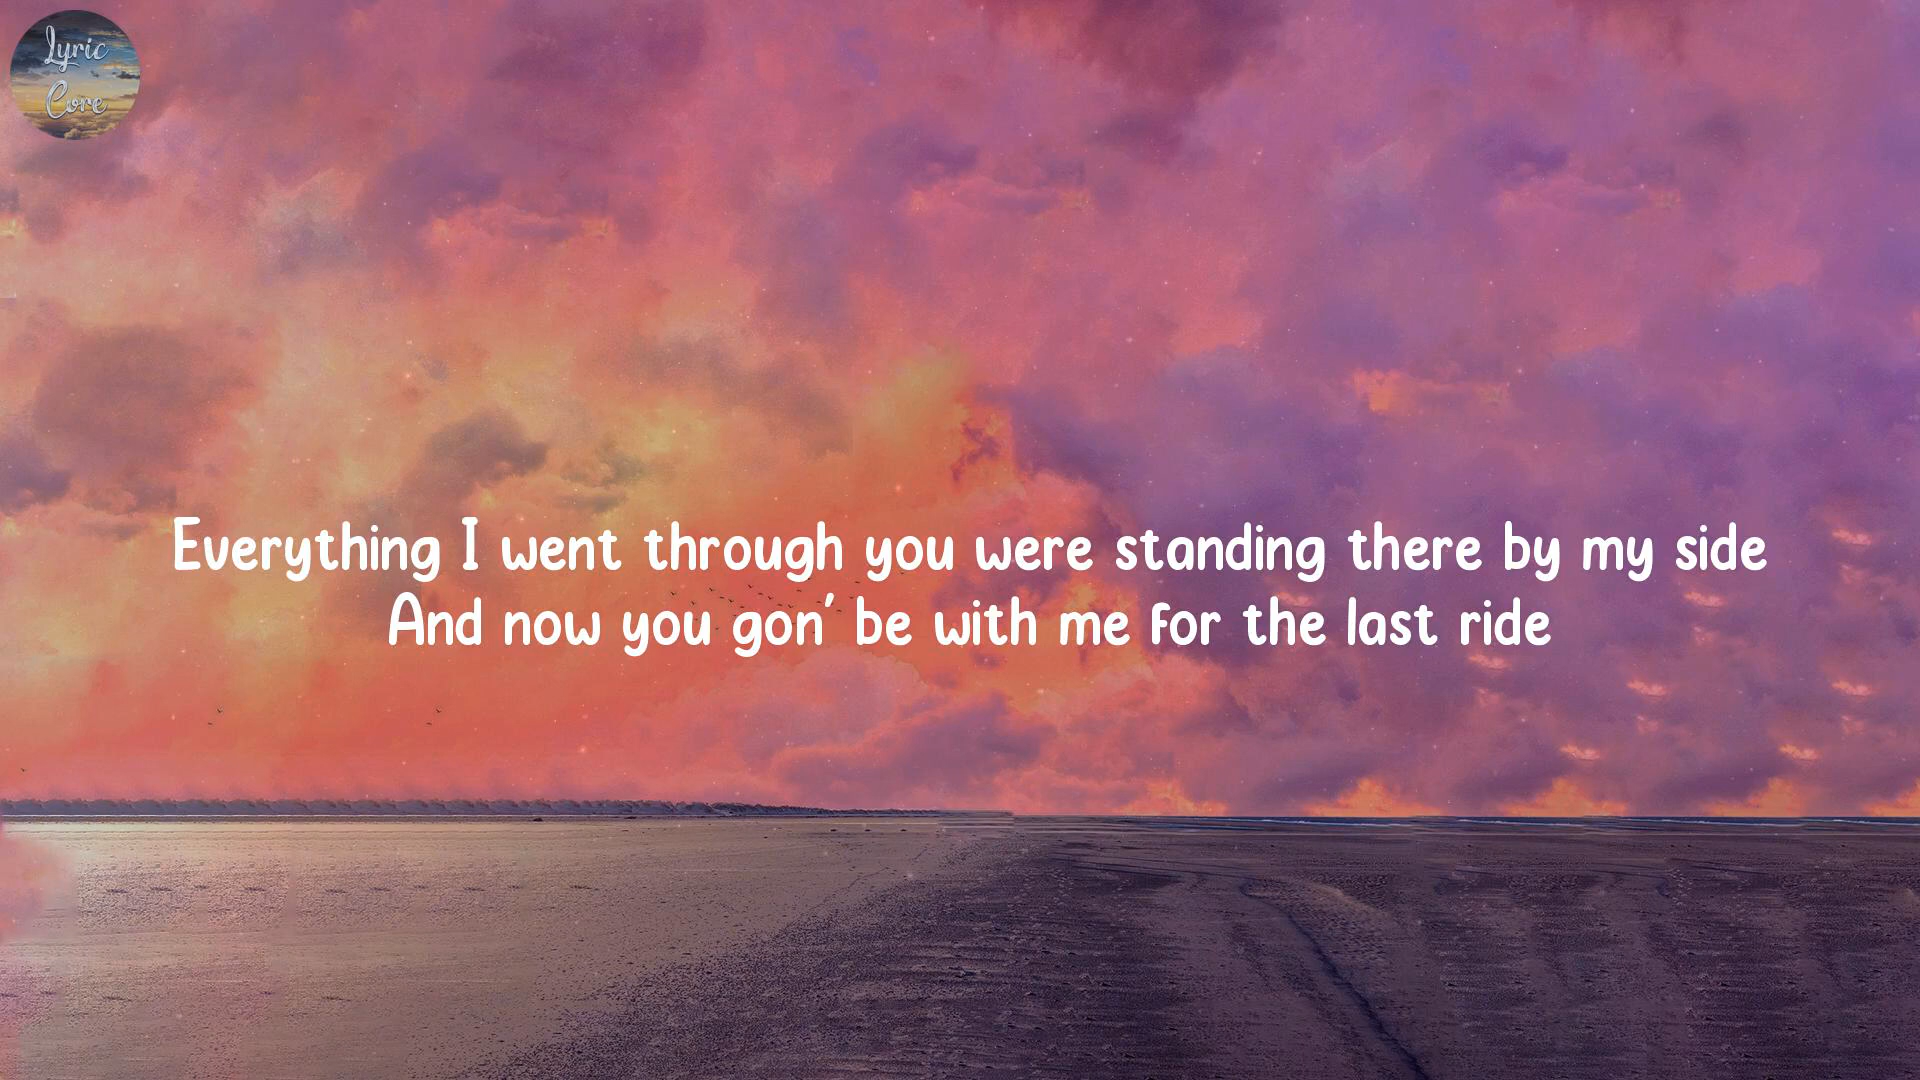 Lyric
Core
Everything I went through you were standing there by my side
And now you gon' be with me for the last ride